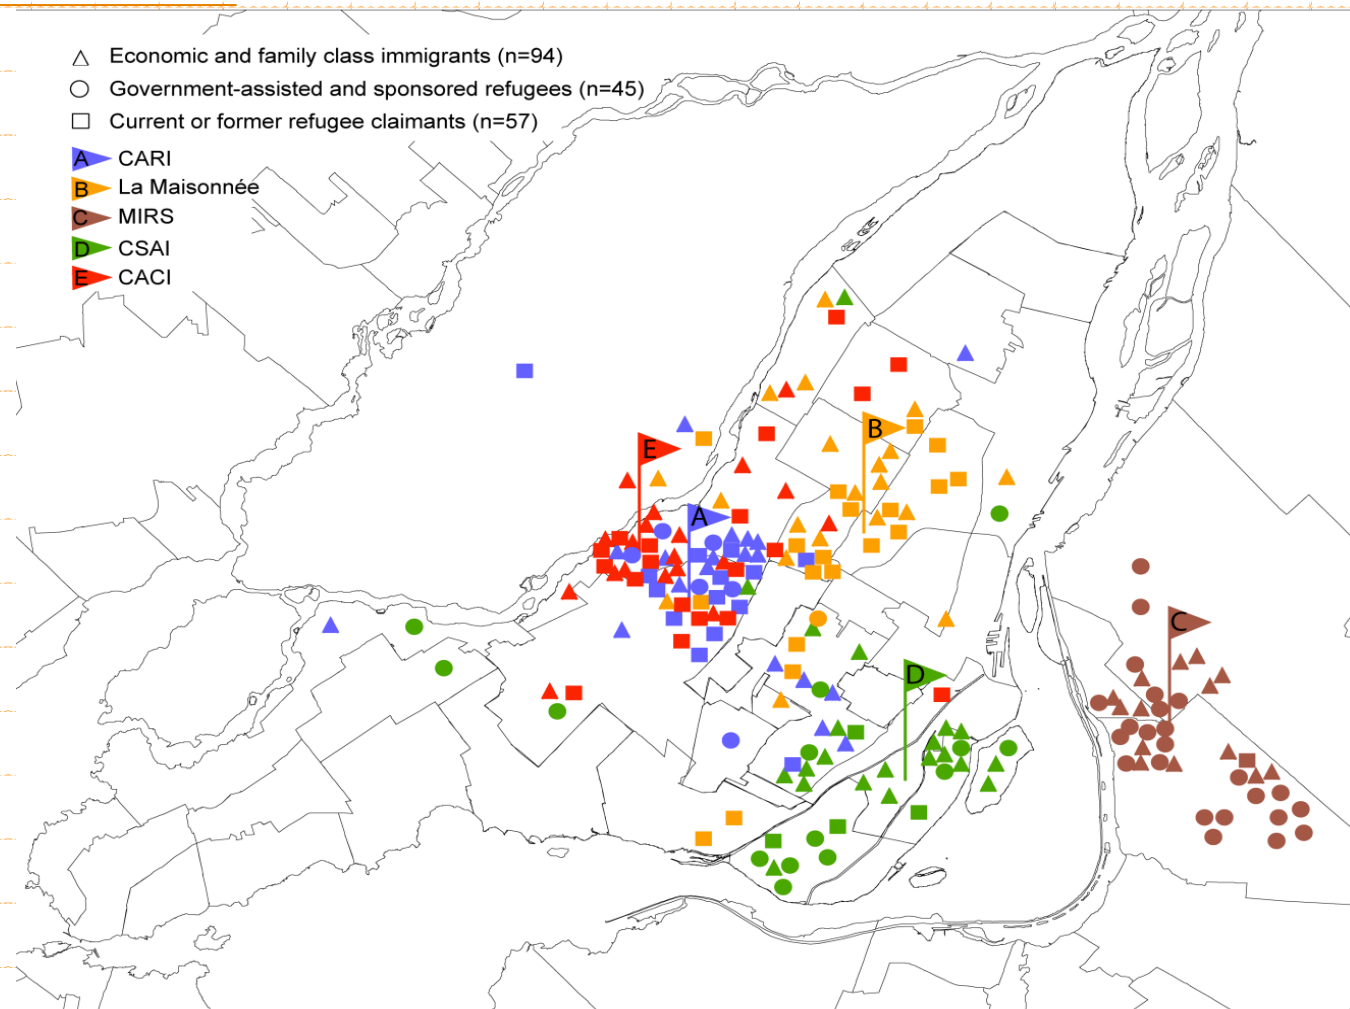 Economic and family class immigrants (n=94)
Government-assisted and sponsored refugees (n=45)
Current or former refugee claimants (n=57)
A CARI
B La Maisonnée
C MIRS
D CSAI
E CACI
B
E
A
C
D